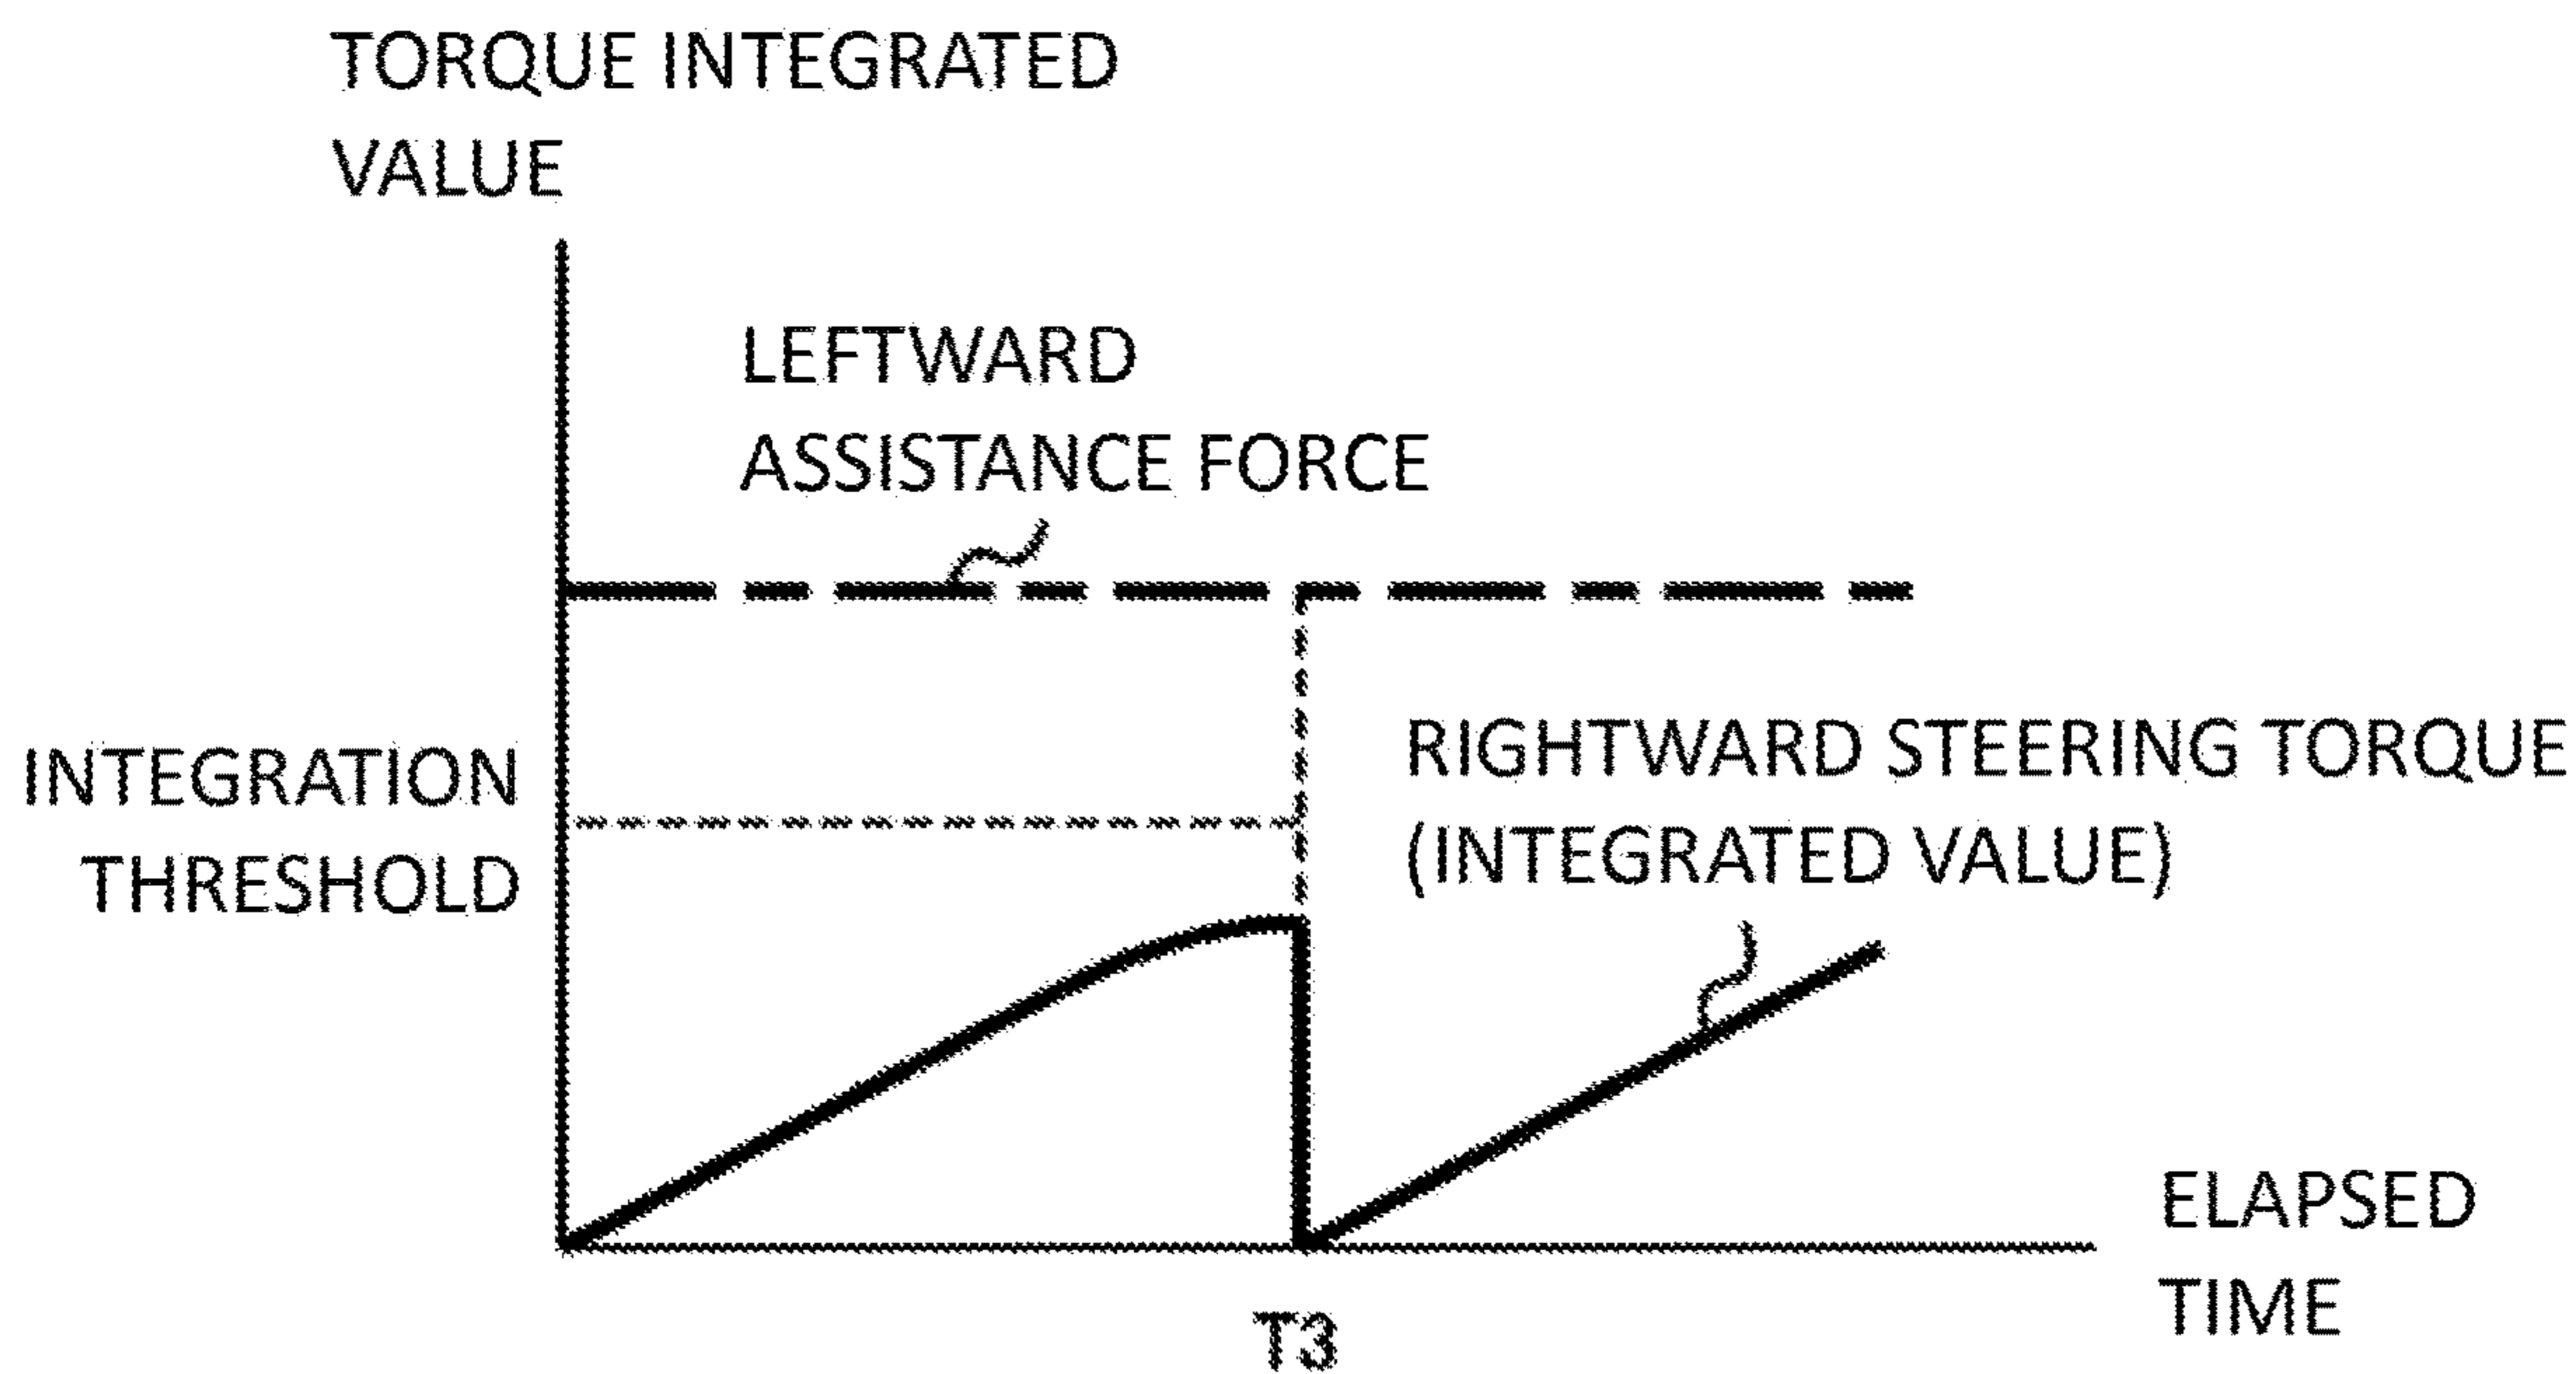 TORQUE INTEGRATED
VALUE
LEFTWARD
ASSISTANCE FORCE
INTEGRATION
THRESHOLD
RIGHTWARD STEERING TORQUE
(INTEGRATED VALUE)
ELAPSED
TIME
T3